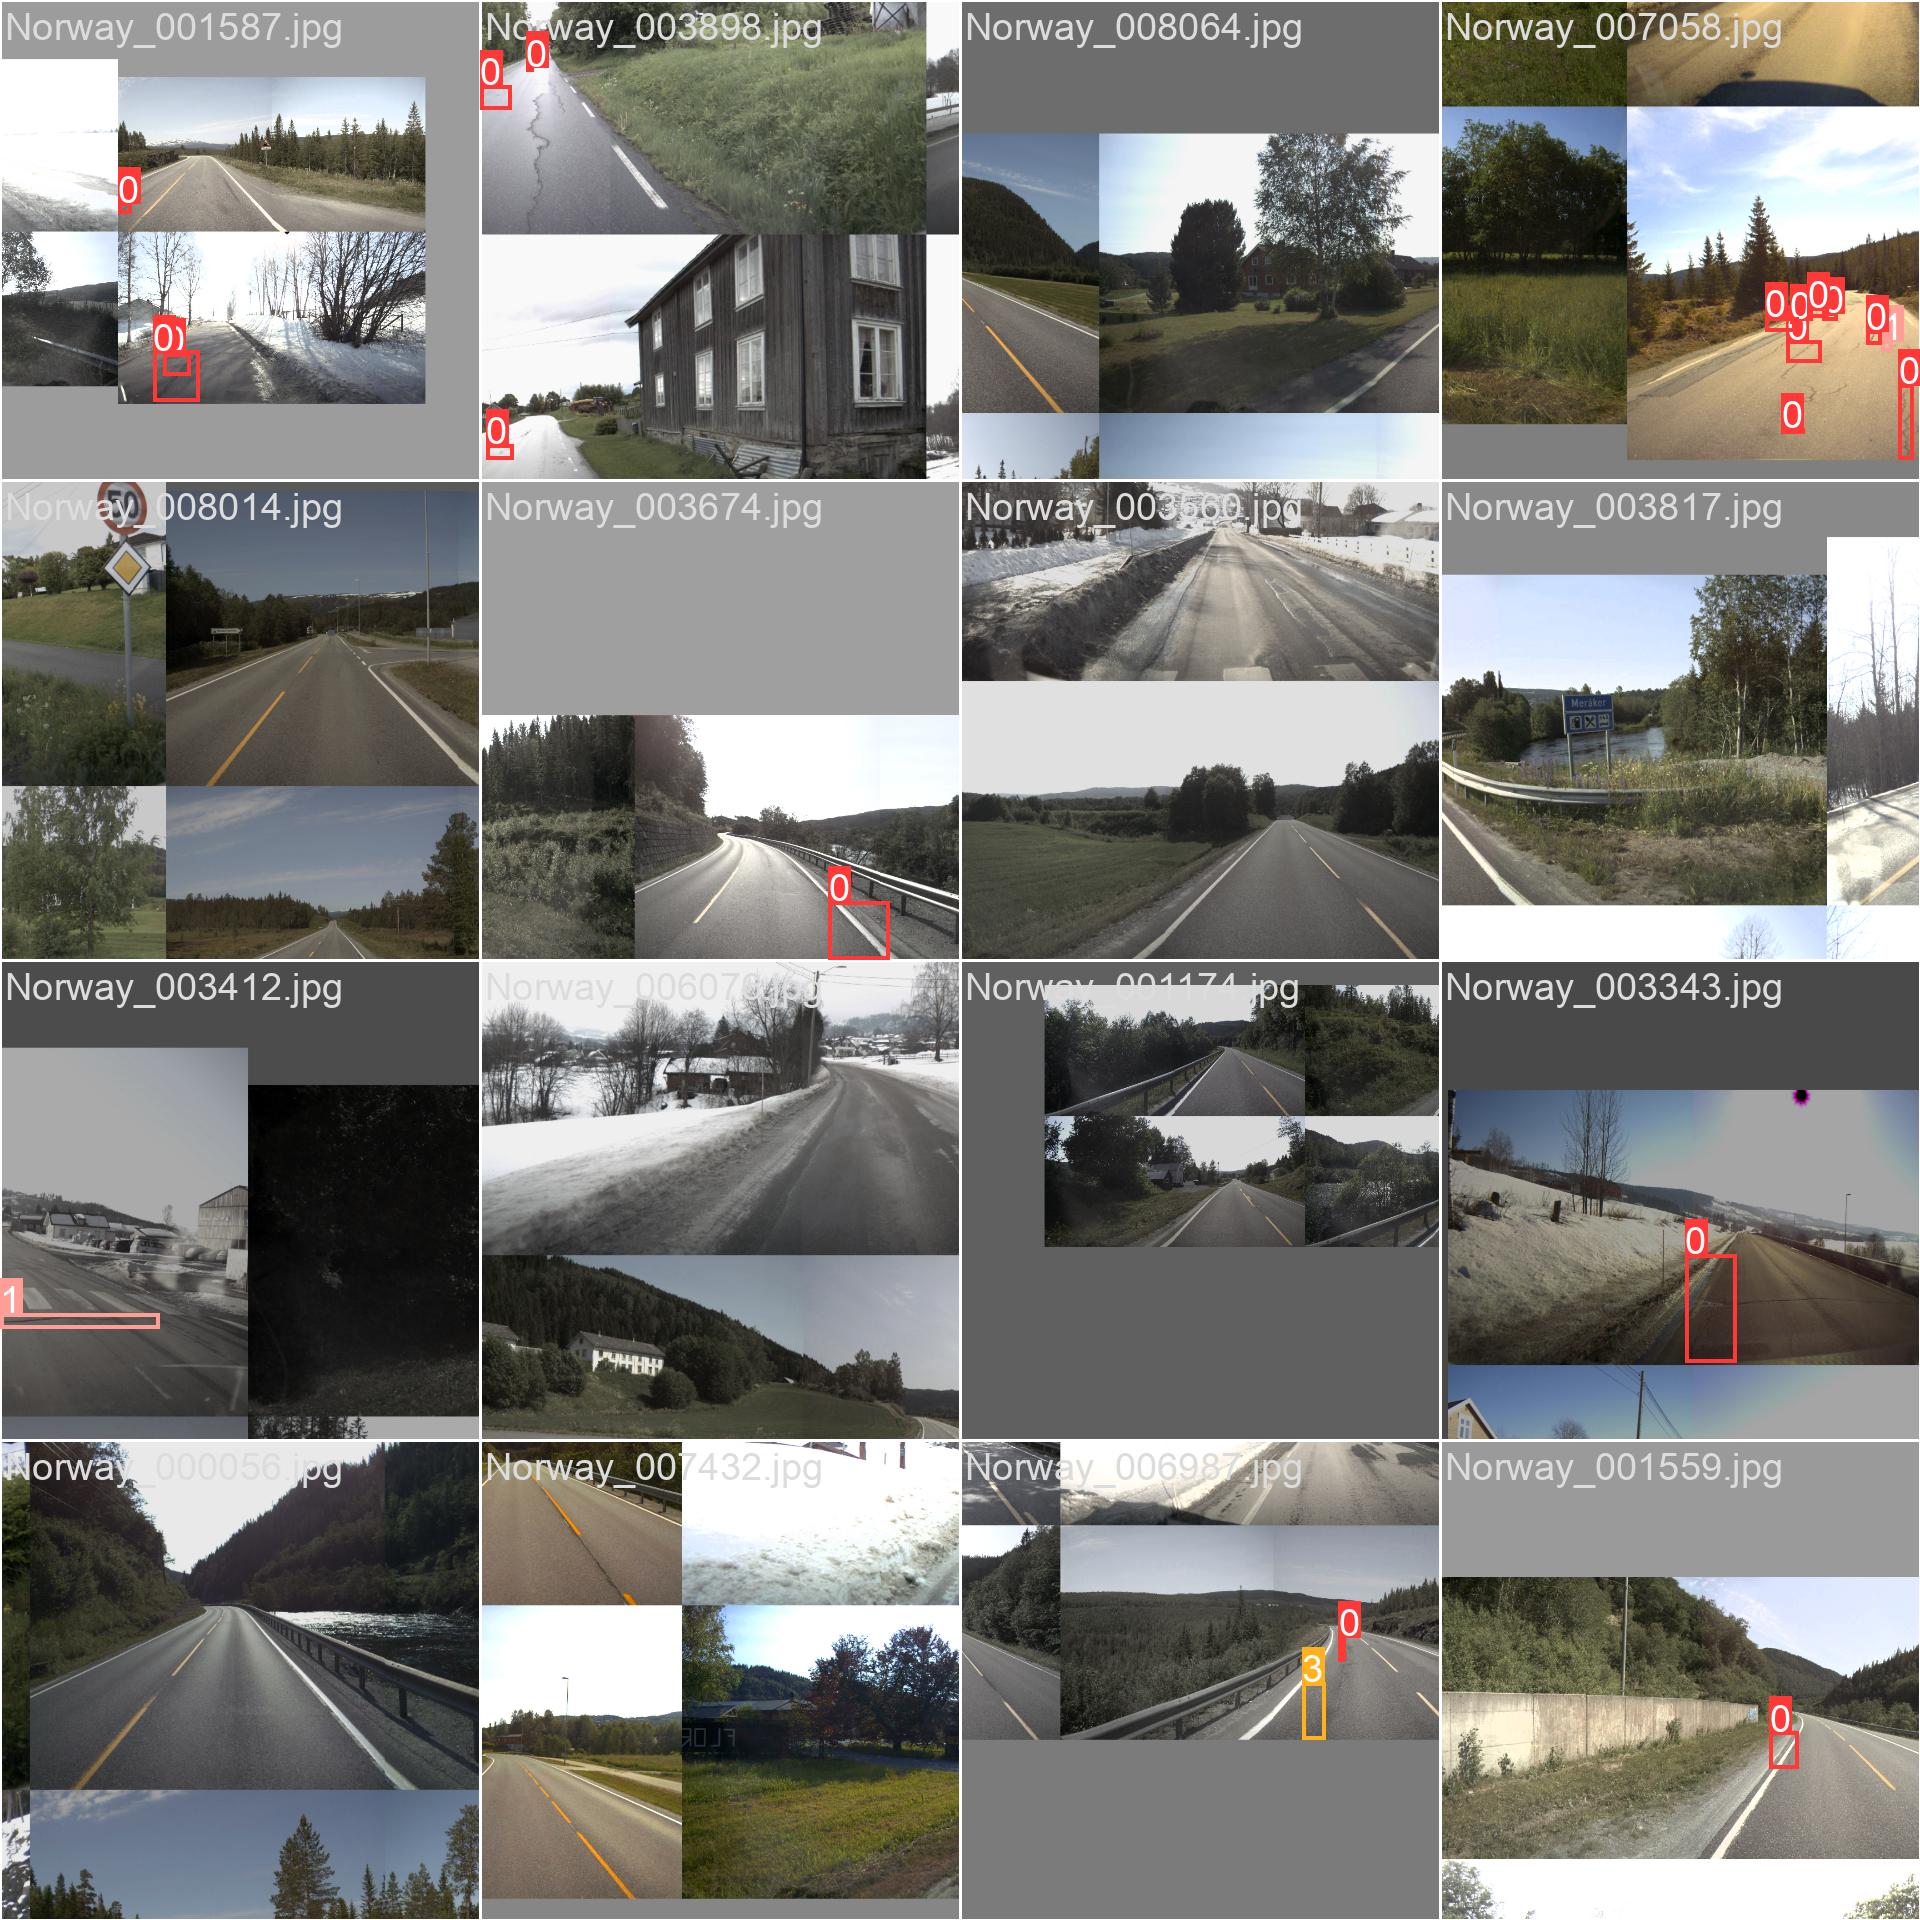 Norway_001587.jpg
Norway_003898.jpg
Norway_008064.jpg
Norway_007058.jpg
0
0
0
0
0
0
0
0
0
0
0
1
0
0
Norway_008014.jpg
Norway_003674.jpg
Norway_003560.jpg
Norway_003817.jpg
50
Meråker
0
Norway_003412.jpg
Norway_001174.jpg
Norway_003343.jpg
1
0
Norway_000056.jpg
Norway_007432.jpg
Norway_006987.jpg
Norway_001559.jpg
0
3
0